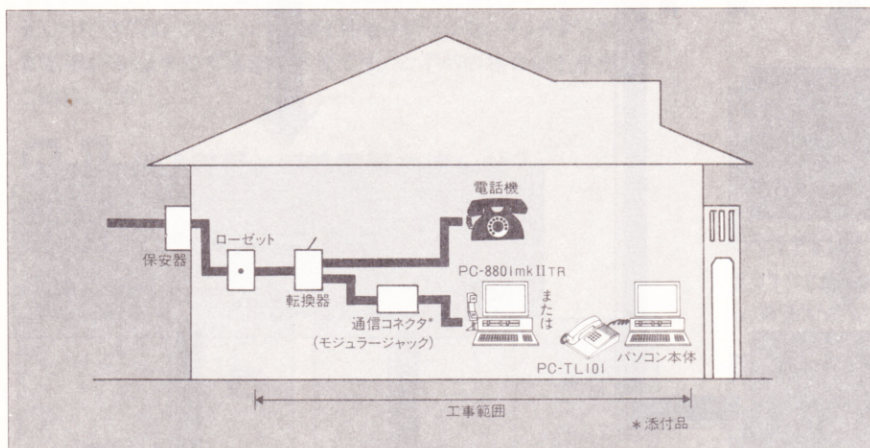 電話機
ローゼット
保安器
転換器
PC-8801mkIITR
または
通信コネクタ*
(モジュラージャック)
PC-TL101
パソコン本体
工事範囲
*添付品